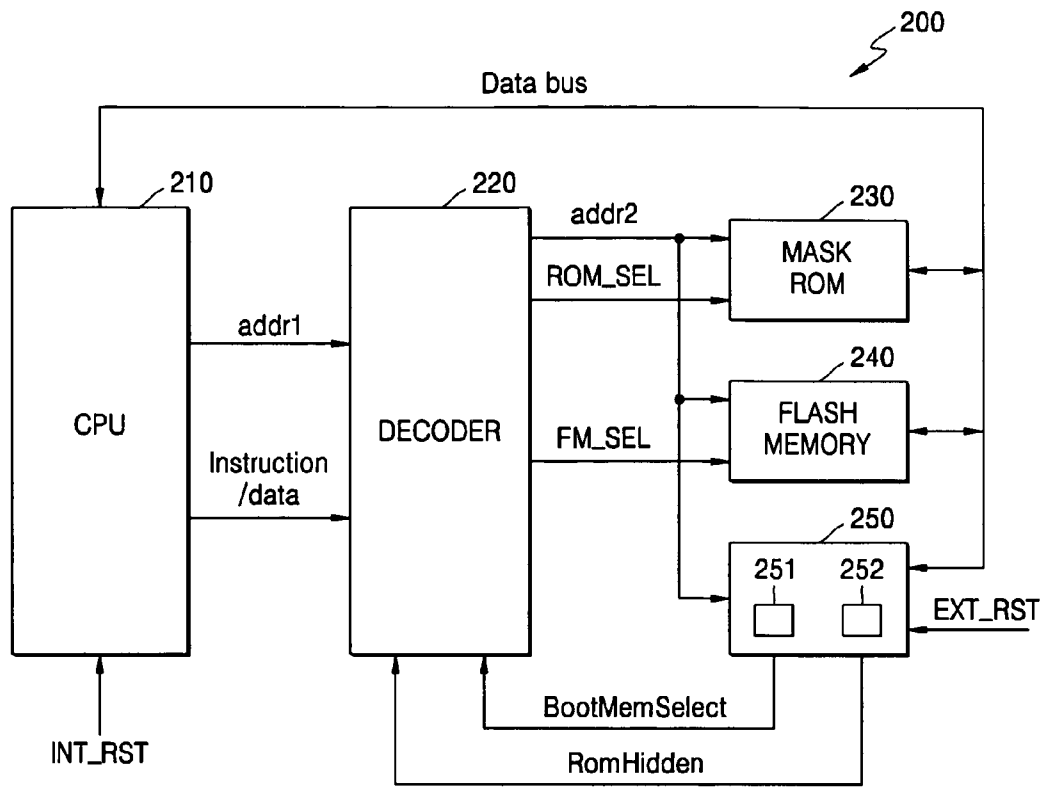 200
Data bus
210
220
addr2
230
MASK
ROM
ROM_SEL
addr1
240
CPU
DECODER
FLASH
MEMORY
FM_SEL
Instruction
/data
250
251
252
EXT_RST
BootMemSelect
INT_RST
RomHidden